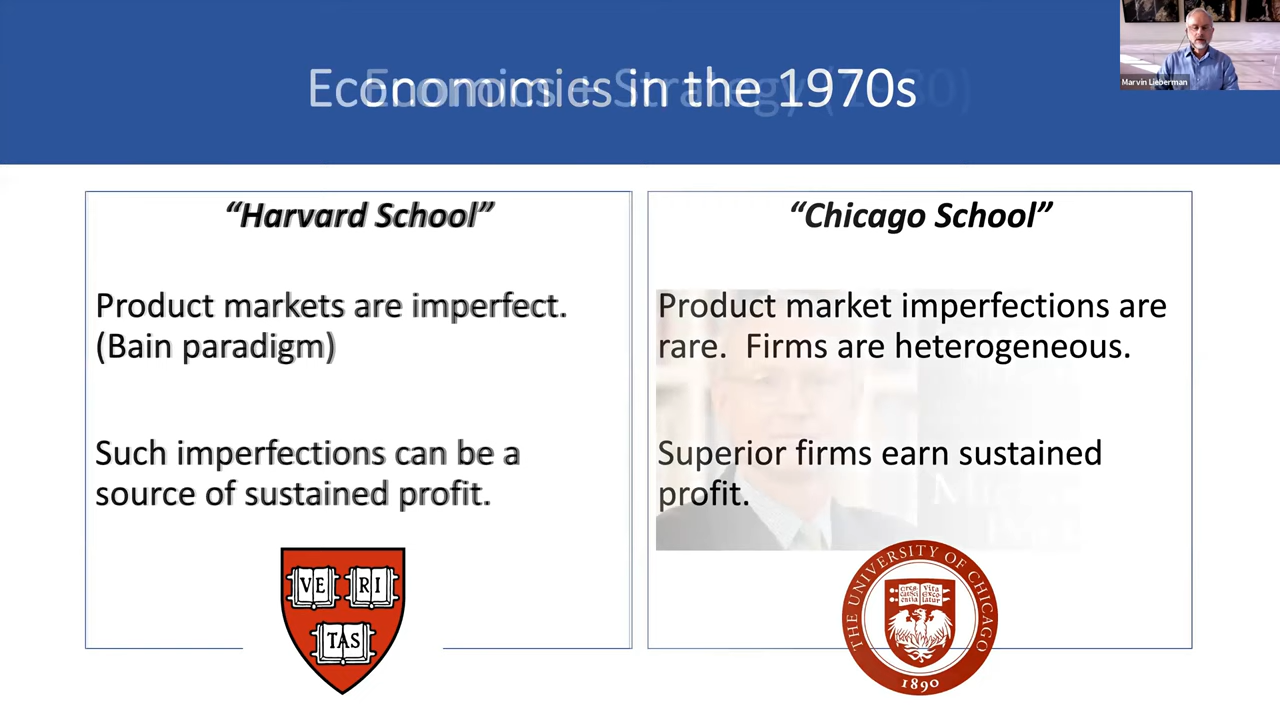 Economics in the 1970s
Marvin Lieberman
“Harvard School”
Product markets are imperfect.
(Bain paradigm)
Such imperfections can be a
source of sustained profit.
VE RI
TAS
“Chicago School”
Product market imperfections are
rare. Firms are heterogeneous.
Superior firms earn sustained
profit.
THE UNIVERSITY OF CHICAGO
1890